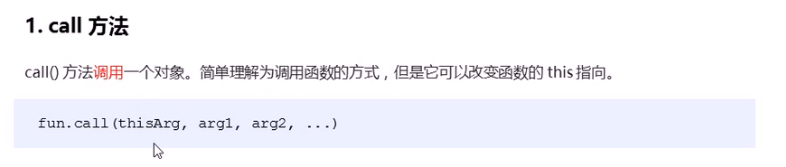 1. call 方法
call() 方法调用一个对象。简单理解为调用函数的方式，但是它可以改变函数的 this 指向。
fun.call(thisArg, arg1, arg2, ...)